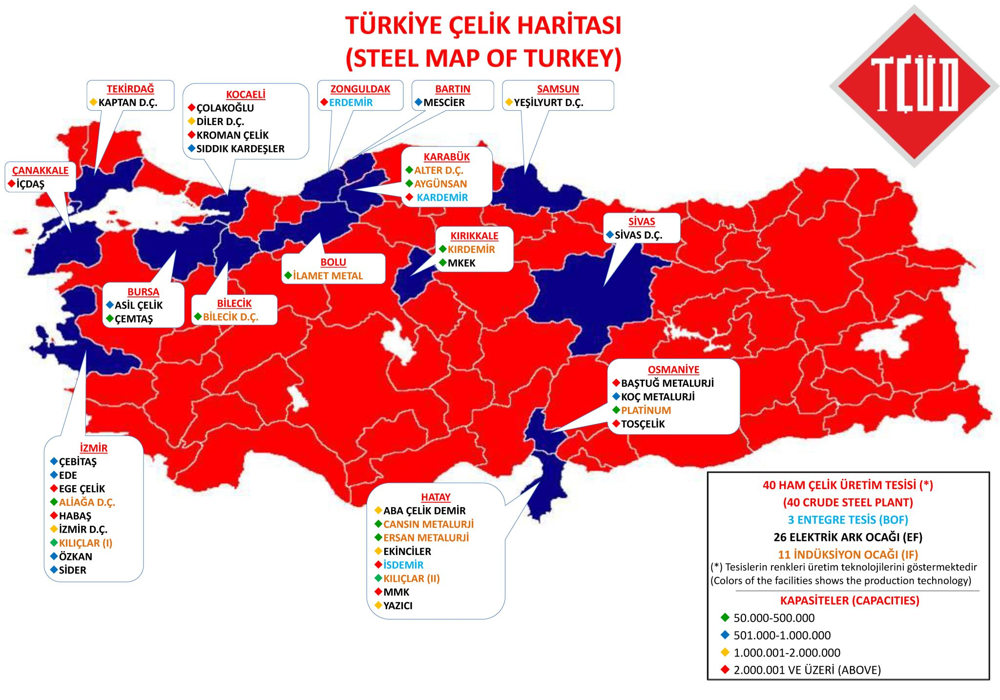 TÜRKİYE ÇELİK HARİTASI
(STEEL MAP OF TURKEY)
TÇÜD
TEKİRDAĞ
KAPTAN D.Ç.
KOCAELİ
ÇOLAKOĞLU
DİLER D.Ç.
KROMAN ÇELİK
SIDDIK KARDEŞLER
ZONGULDAK
ERDEMİR
BARTIN
MESCİER
SAMSUN
YEŞİLYURT D.Ç.
ÇANAKKALE
İÇDAŞ
KARABÜK
ALTER D.Ç.
AYGÜNSAN
KARDEMİR
SİVAS
SİVAS D.Ç.
KIRIKKALE
KIRDEMİR
MKEK
BOLU
İLAMET METAL
BURSA
ASİL ÇELİK
ÇEMTAŞ
BİLECİK
BİLECİK D.Ç.
OSMANİYE
BAŞTUĞ METALURJİ
KOÇ METALURJİ
PLATİNUM
TOSÇELİK
İZMİR
ÇEBİTAŞ
EDE
EGE ÇELİK
ALİAĞA D.Ç.
HABAŞ
İZMİR D.Ç.
KILIÇLAR (I)
ÖZKAN
SİDER
HATAY
ABA ÇELİK DEMİR
CANSIN METALURJİ
ERSAN METALURJİ
EKİNCİLER
İSDEMİR
KILIÇLAR (II)
MMK
YAZICI
40 HAM ÇELİK ÜRETİM TESİSİ (*)
(40 CRUDE STEEL PLANT)
3 ENTEGRE TESİS (BOF)
26 ELEKTRİK ARK OCAĞI (EF)
11 İNDÜKSİYON OCAĞI (IF)
(*) Tesislerin renkleri üretim teknolojilerini göstermektedir
(Colors of the facilities shows the production technology)
KAPASİTELER (CAPACITIES)
50.000-500.000
501.000-1.000.000
1.000.001-2.000.000
2.000.001 VE ÜZERİ (ABOVE)